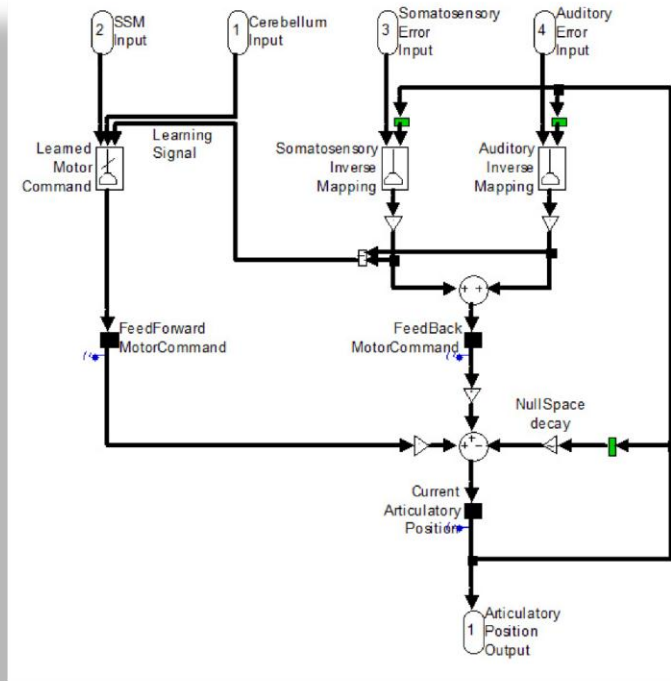 2
SSM
Input
1
Cerebellum
Input
3
Somatosensory
Error
Input
4
Auditory
Error
Input
Learning
Signal
Learned
Motor
Command
Somatosensory
Inverse
Mapping
Auditory
Inverse
Mapping
+ +
FeedForward
MotorCommand
FeedBack
MotorCommand
NullSpace
decay
+
+ −
Current
Articulatory
Position
1
Articulatory
Position
Output